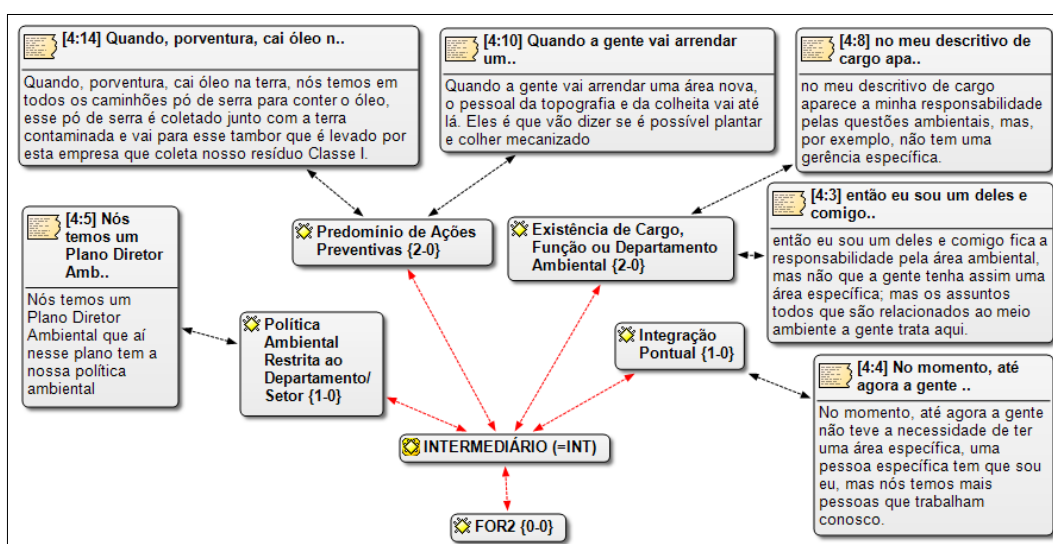 [4:14] Quando, porventura, cai óleo n..
Quando, porventura, cai óleo na terra, nós temos em
todos os caminhões pó de serra para conter o óleo,
esse pó de serra é coletado junto com a terra
contaminada e vai para esse tambor que é levado por
esta empresa que coleta nosso resíduo Classe I.
[4:10] Quando a gente vai arrendar
um..
Quando a gente vai arrendar uma área nova,
o pessoal da topografia e da colheita vai até
lá. Eles é que vão dizer se é possível plantar
e colher mecanizado
[4:8] no meu descritivo de
cargo apa..
no meu descritivo de cargo
aparece a minha responsabilidade
pelas questões ambientais, mas,
por exemplo, não tem uma
gerência específica.
[4:5] Nós
temos um
Plano Diretor
Amb..
Nós temos um
Plano Diretor
Ambiental que aí
nesse plano tem a
nossa política
ambiental
Predomínio de Ações
Preventivas {2-0}
Existência de Cargo,
Função ou Departamento
Ambiental {2-0}
[4:3] então eu sou um deles e
comigo..
então eu sou um deles e comigo fica a
responsabilidade pela área ambiental,
mas não que a gente tenha assim uma
área específica; mas os assuntos
todos que são relacionados ao meio
ambiente a gente trata aqui.
Política
Ambiental
Restrita ao
Departamento/
Setor {1-0}
Integração
Pontual {1-0}
[4:4] No momento, até
agora a gente ..
No momento, até agora a gente
não teve a necessidade de ter
uma área específica, uma
pessoa específica tem que sou
eu, mas nós temos mais
pessoas que trabalham
conosco.
INTERMEDIÁRIO (=INT)
FOR2 {0-0}